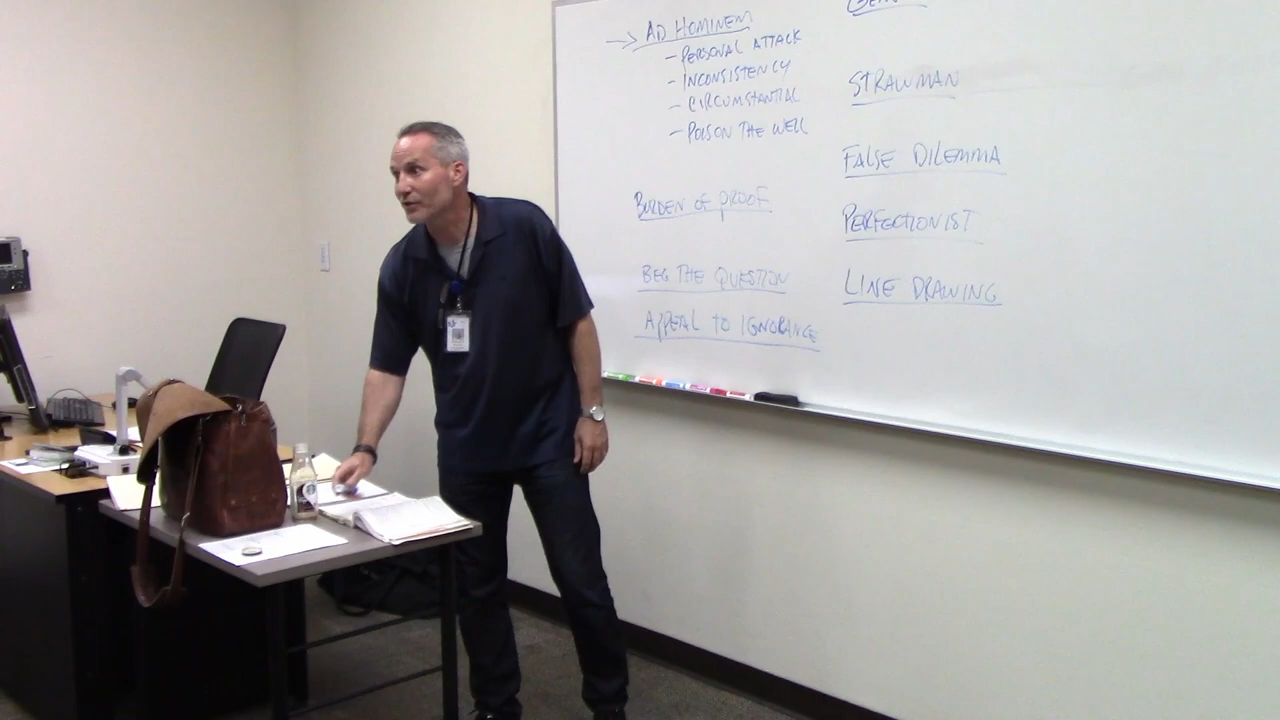 AD HOMINEM
- PERSONAL ATTACK
- INCONSISTENCY
- CIRCUMSTANTIAL
- POISON THE WELL
BURDEN OF PROOF
BEG THE QUESTION
APPEAL TO IGNORANCE
STRAWMAN
FALSE DILEMMA
PERFECTIONIST
LINE DRAWING